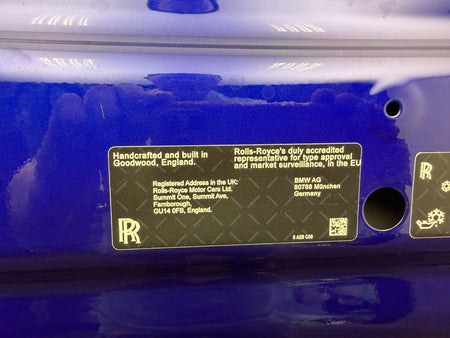 Handcrafted and built in
Goodwood, England.
Registered Address in the UK:
Rolls-Royce Motor Cars Ltd.
Summit One, Summit Ave,
Farnborough,
GU14 0FB, England.
Rolls-Royce's duly accredited
representative for type approval
and market surveillance, in the EU
BMW AG
80788 München
Germany
RR
RR